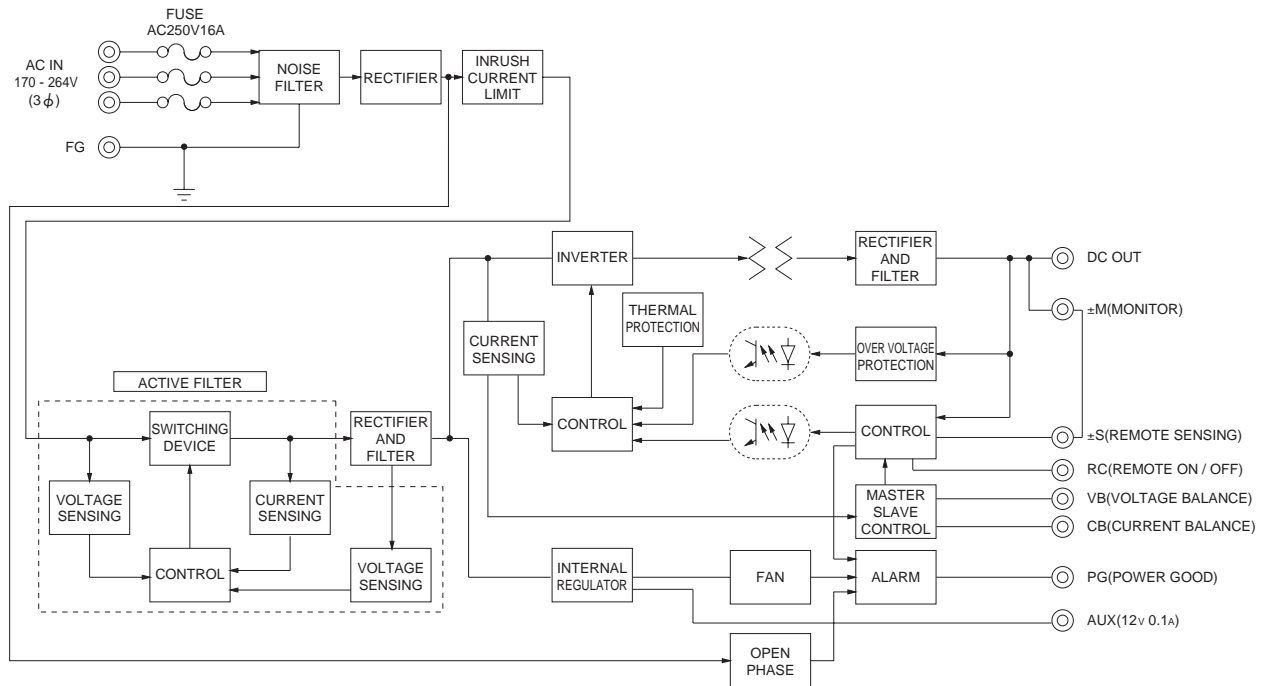 FUSE
AC250V16A
AC IN
170 - 264V
(3ϕ)
NOISE
FILTER
RECTIFIER
INRUSH
CURRENT
LIMIT
FG
INVERTER
RECTIFIER
AND
FILTER
DC OUT
THERMAL
PROTECTION
±M(MONITOR)
CURRENT
SENSING
OVER VOLTAGE
PROTECTION
ACTIVE FILTER
SWITCHING
DEVICE
RECTIFIER
AND
FILTER
CONTROL
CONTROL
±S(REMOTE SENSING)
RC(REMOTE ON / OFF)
VOLTAGE
SENSING
CURRENT
SENSING
MASTER
SLAVE
CONTROL
VB(VOLTAGE BALANCE)
CB(CURRENT BALANCE)
CONTROL
VOLTAGE
SENSING
INTERNAL
REGULATOR
FAN
ALARM
PG(POWER GOOD)
AUX(12V 0.1A)
OPEN
PHASE